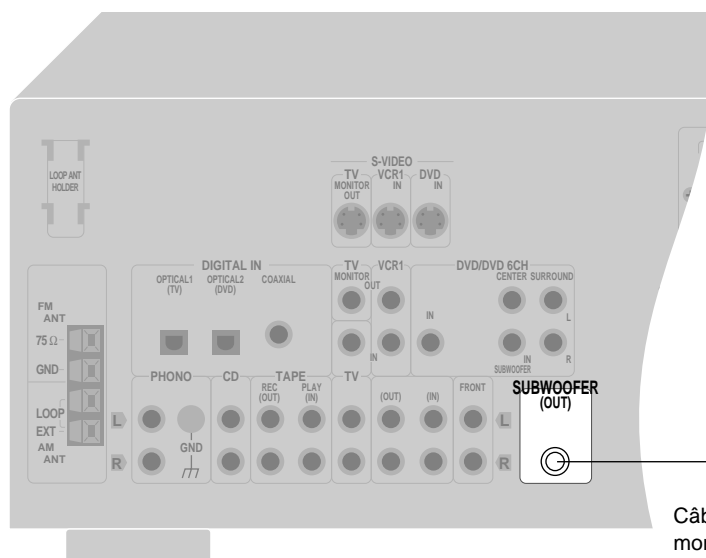 S-VIDEO
TV VCR1 DVD
MONITOR OUT IN IN
LOOP ANT
HOLDER
DIGITAL IN
OPTICAL1
(TV)
OPTICAL2
(DVD)
COAXIAL
TV
MONITOR
VCR1
OUT
IN
DVD/DVD 6CH
CENTER SURROUND
IN
L
IN
SUBWOOFER
R
FM
ANT
75 Ω
GND
LOOP
EXT
AM
ANT
PHONO
L
GND
R
CD
TAPE
REC
(OUT)
PLAY
(IN)
TV
(OUT)
(IN)
FRONT
L
R
SUBWOOFER
(OUT)